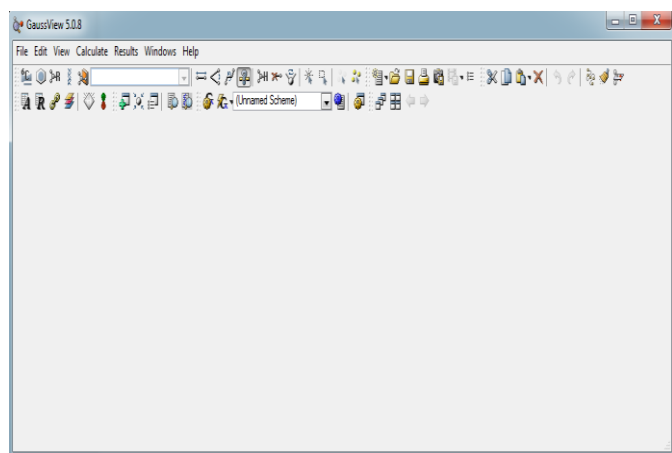 GaussView 5.0.8
File Edit View Calculate Results Windows Help
(Unnamed Scheme)